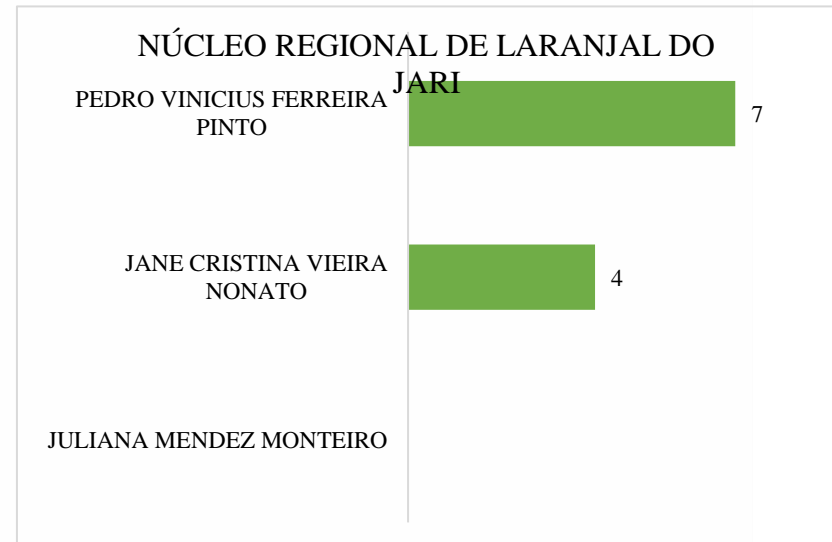 NÚCLEO REGIONAL DE LARANJAL DO
JARI
PEDRO VINICIUS FERREIRA
PINTO
7
JANE CRISTINA VIEIRA
NONATO
4
JULIANA MENDEZ MONTEIRO